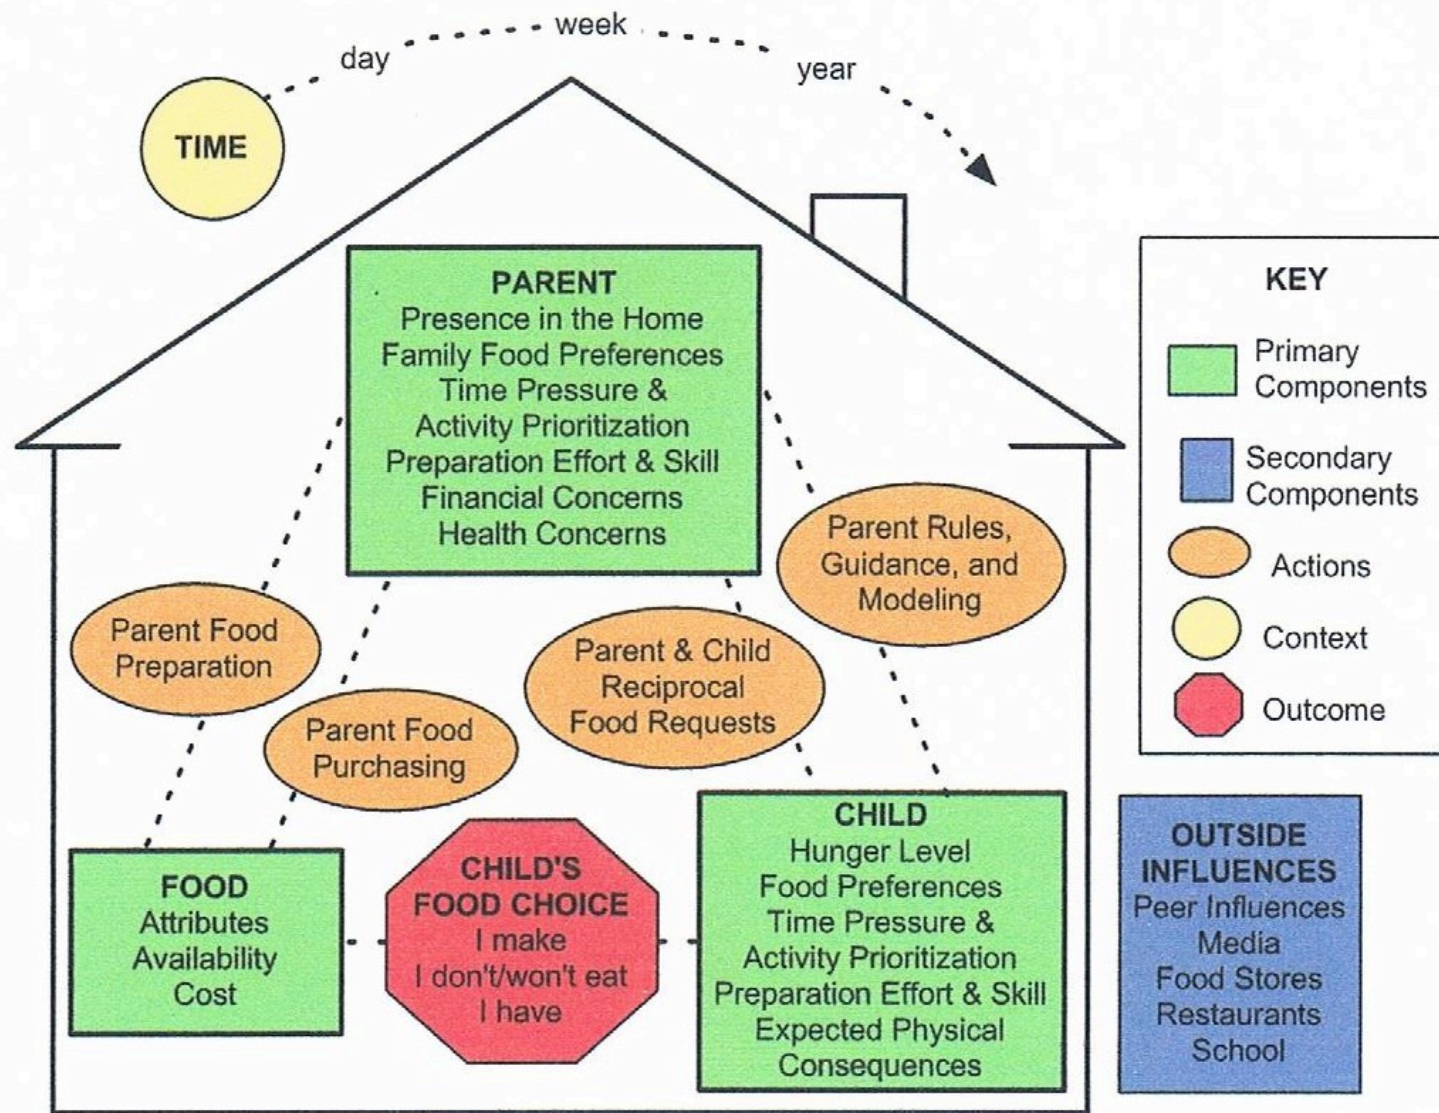 day
week
year
TIME
PARENT
Presence in the Home
Family Food Preferences
Time Pressure &
Activity Prioritization
Preparation Effort & Skill
Financial Concerns
Health Concerns
Parent Rules,
Guidance, and
Modeling
Parent Food
Preparation
Parent & Child
Reciprocal
Food Requests
Parent Food
Purchasing
FOOD
Attributes
Availability
Cost
CHILD'S
FOOD CHOICE
I make
I don't/won't eat
I have
CHILD
Hunger Level
Food Preferences
Time Pressure &
Activity Prioritization
Preparation Effort & Skill
Expected Physical
Consequences
KEY
Primary
Components
Secondary
Components
Actions
Context
Outcome
OUTSIDE
INFLUENCES
Peer Influences
Media
Food Stores
Restaurants
School